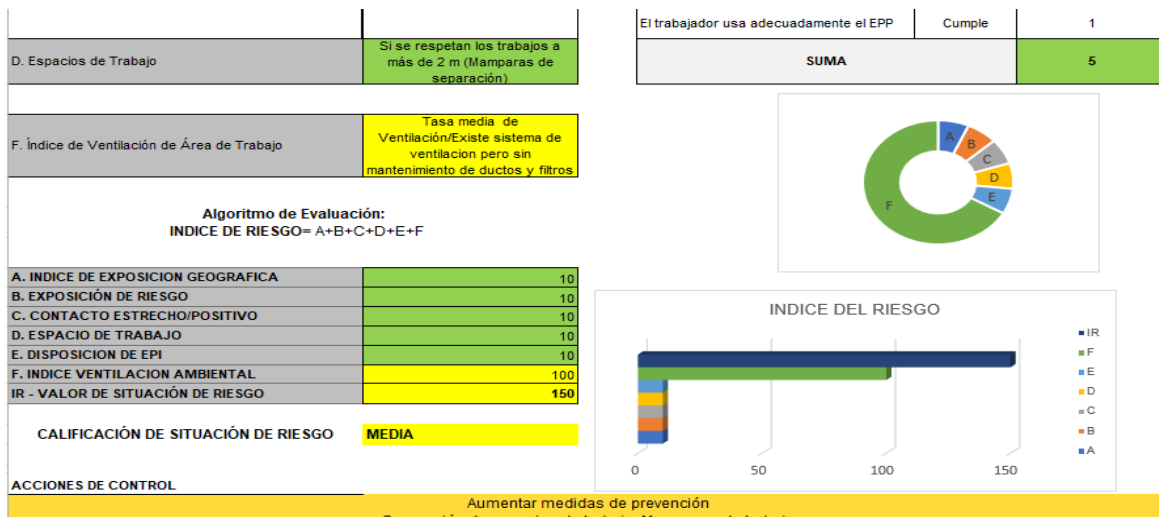 El trabajador usa adecuadamente el EPP Cumple 1
D. Espacios de Trabajo
Si se respetan los trabajos a
más de 2 m (Mamparas de
separación)
SUMA 5
F. Índice de Ventilación de Área de Trabajo
Tasa media de
Ventilación/Existe sistema de
ventilacion pero sin
mantenimiento de ductos y filtros
A
B
C
D
E
F
Algoritmo de Evaluación:
INDICE DE RIESGO= A+B+C+D+E+F
A. INDICE DE EXPOSICION GEOGRAFICA 10
B. EXPOSICIÓN DE RIESGO 10
C. CONTACTO ESTRECHO/POSITIVO 10
D. ESPACIO DE TRABAJO 10
E. DISPOSICION DE EPI 10
F. INDICE VENTILACION AMBIENTAL 100
IR - VALOR DE SITUACIÓN DE RIESGO 150
CALIFICACIÓN DE SITUACIÓN DE RIESGO MEDIA
INDICE DEL RIESGO
IR
F
E
D
C
B
A
0 50 100 150
ACCIONES DE CONTROL
Aumentar medidas de prevención